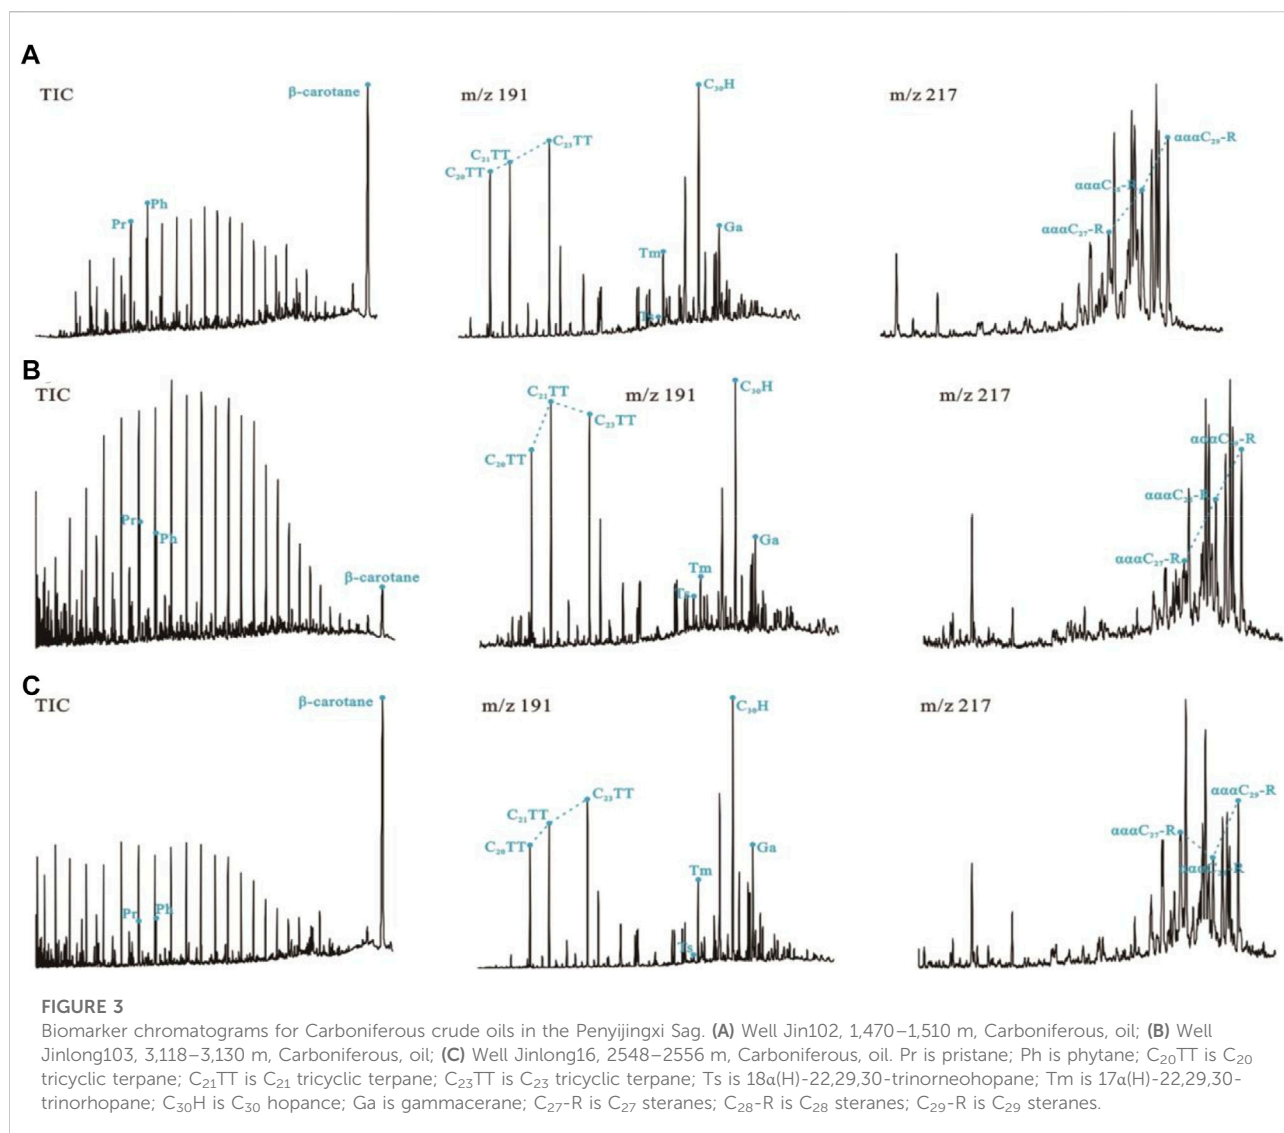 A
TIC
β-carotane
Pr
Ph
m/z 191
C₂₀TT
C₂₁TT
C₂₃TT
Ts
Tm
C₃₀H
Ga
m/z 217
αααC₂₇-R
αααC₂₈-R
αααC₂₉-R
B
TIC
Pr
Ph
β-carotane
m/z 191
C₂₀TT
C₂₁TT
C₂₃TT
Ts
Tm
C₃₀H
Ga
m/z 217
αααC₂₇-R
αααC₂₈-R
αααC₂₉-R
C
TIC
β-carotane
Pr
Ph
m/z 191
C₂₀TT
C₂₁TT
C₂₃TT
Ts
Tm
C₃₀H
Ga
m/z 217
αααC₂₇-R
αααC₂₈-R
αααC₂₉-R
FIGURE 3
Biomarker chromatograms for Carboniferous crude oils in the Penyijingxi Sag. (A) Well Jin102, 1,470–1,510 m, Carboniferous, oil; (B) Well
Jinlong103, 3,118–3,130 m, Carboniferous, oil; (C) Well Jinlong16, 2548–2556 m, Carboniferous, oil. Pr is pristane; Ph is phytane; C₂₀TT is C₂₀
tricyclic terpane; C₂₁TT is C₂₁ tricyclic terpane; C₂₃TT is C₂₃ tricyclic terpane; Ts is 18α(H)-22,29,30-trinorneohopane; Tm is 17α(H)-22,29,30-
trinorhopane; C₃₀H is C₃₀ hopance; Ga is gammacerane; C₂₇-R is C₂₇ steranes; C₂₈-R is C₂₈ steranes; C₂₉-R is C₂₉ steranes.